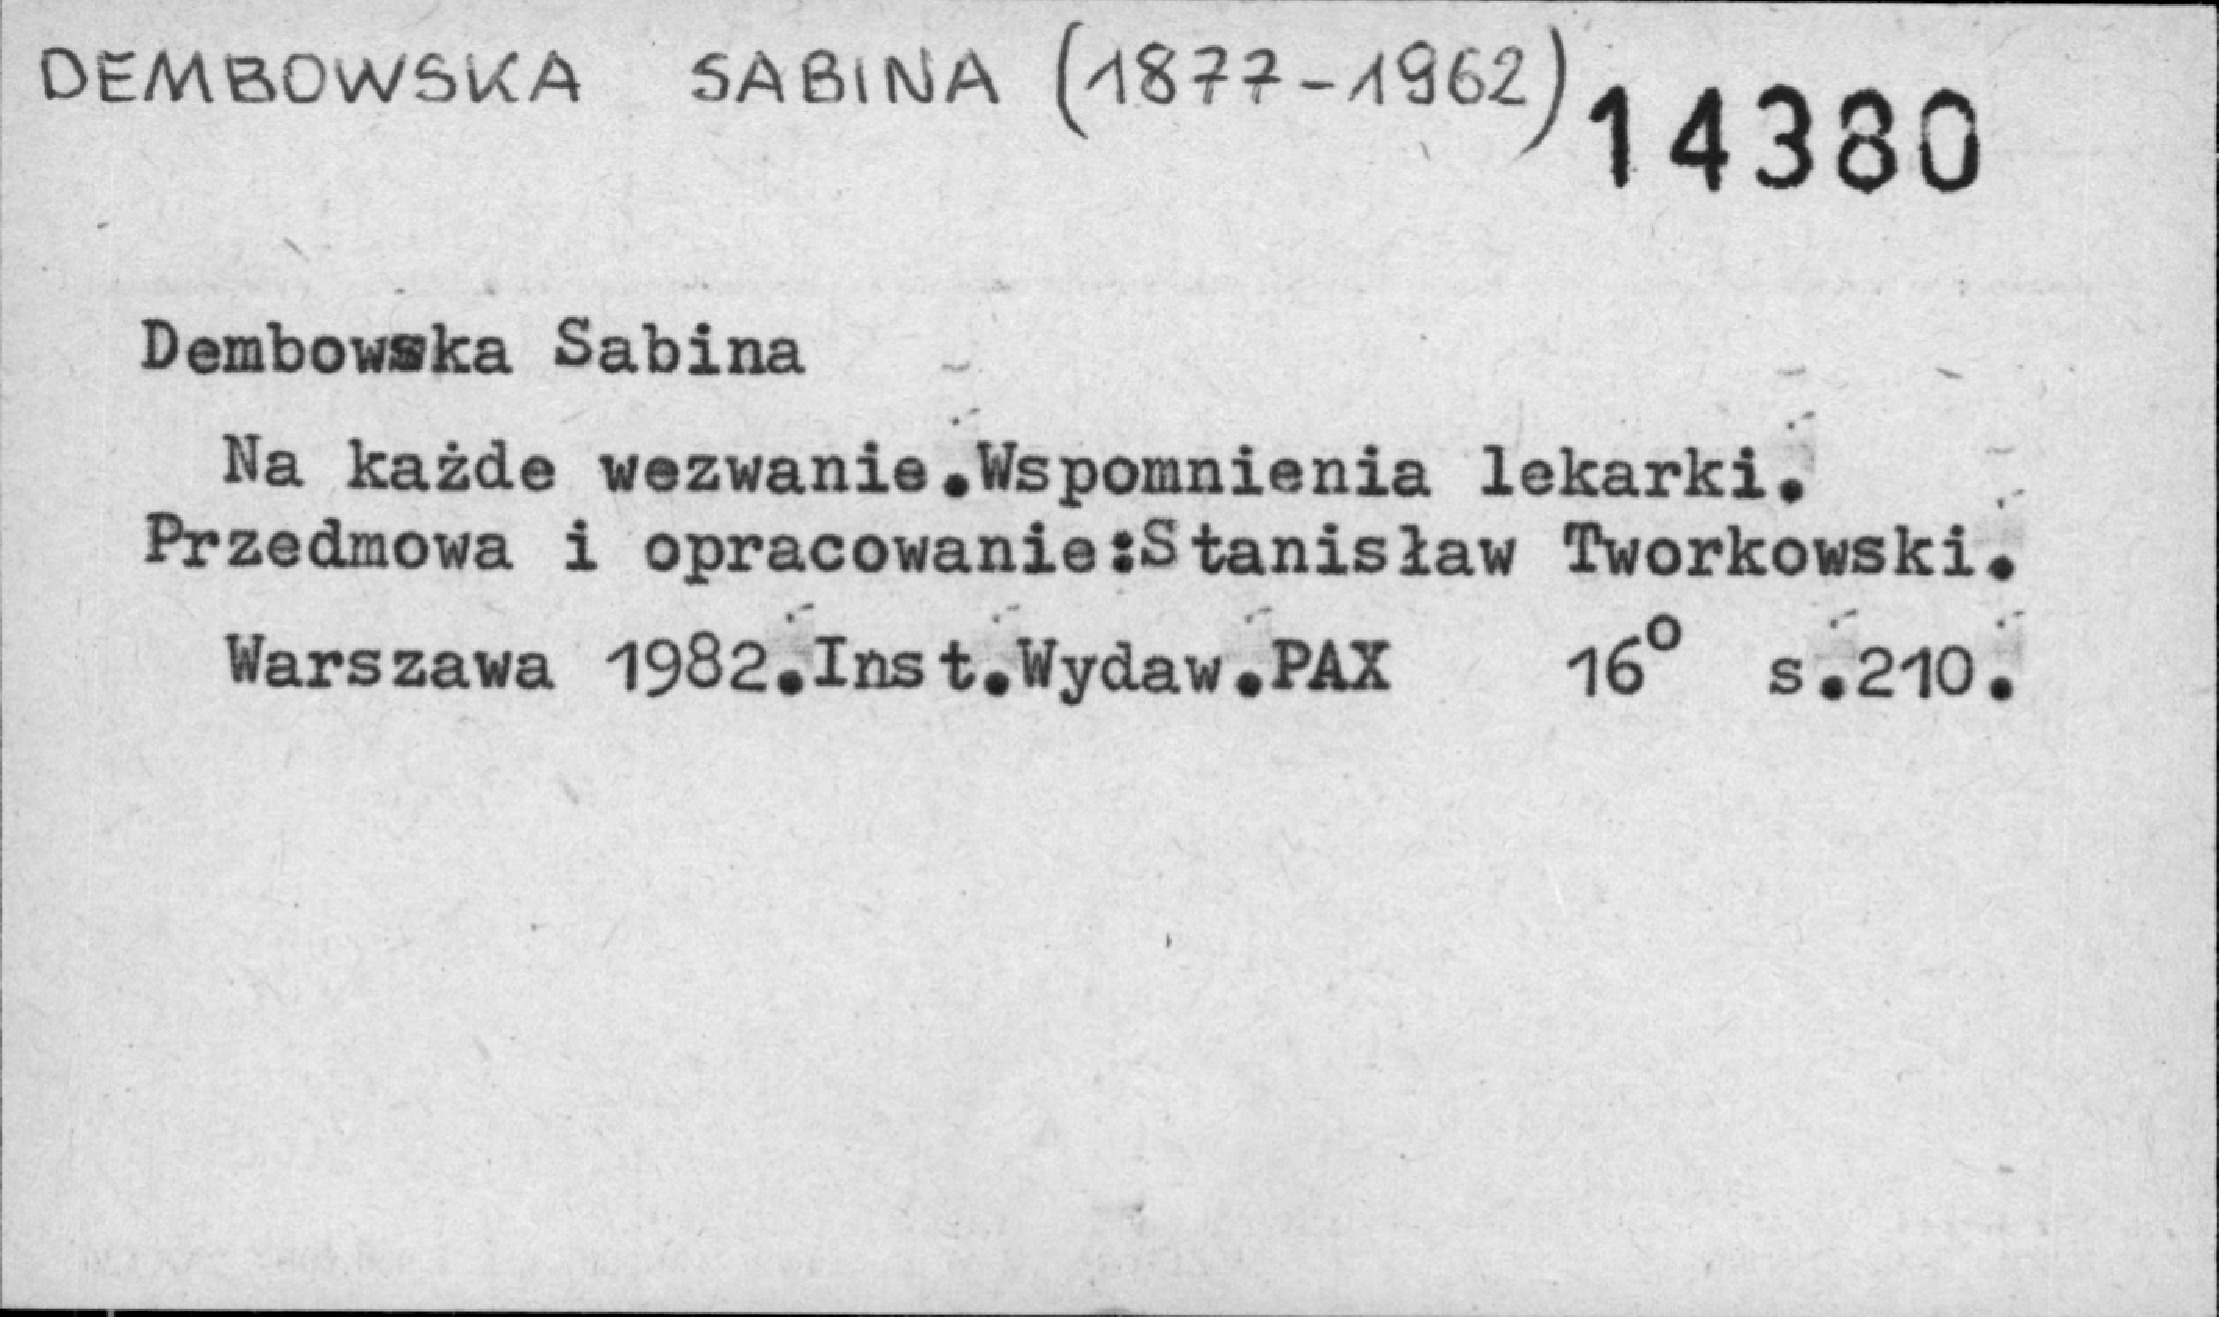 DEMBOWSKA SABINA (1877-1962) 14380
Dembowska Sabina
Na każde wezwanie.Wspomnienia lekarki.
Przedmowa i opracowanie:Stanisław Tworkowski.
Warszawa 1982.Inst.Wydaw.PAX 16° s.210.